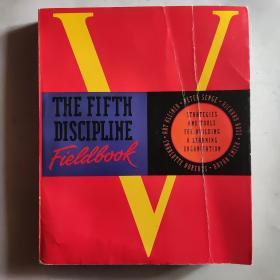 V
THE FIFTH
DISCIPLINE
Fieldbook
ART KLEINER • PETER SENGE • RICHARD ROSS • BRYAN SMITH • CHARLOTTE ROBERTS •
STRATEGIES
AND TOOLS
FOR BUILDING
A LEARNING
ORGANIZATION